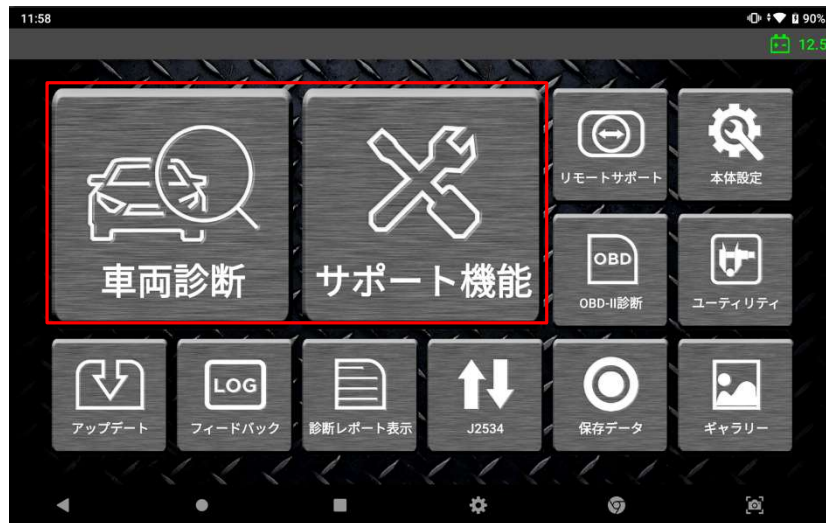 11:58
90%
12.5
車両診断
サポート機能
リモートサポート
本体設定
OBD
OBD-II診断
ユーティリティ
アップデート
LOG
フィードバック
診断レポート表示
J2534
保存データ
ギャラリー